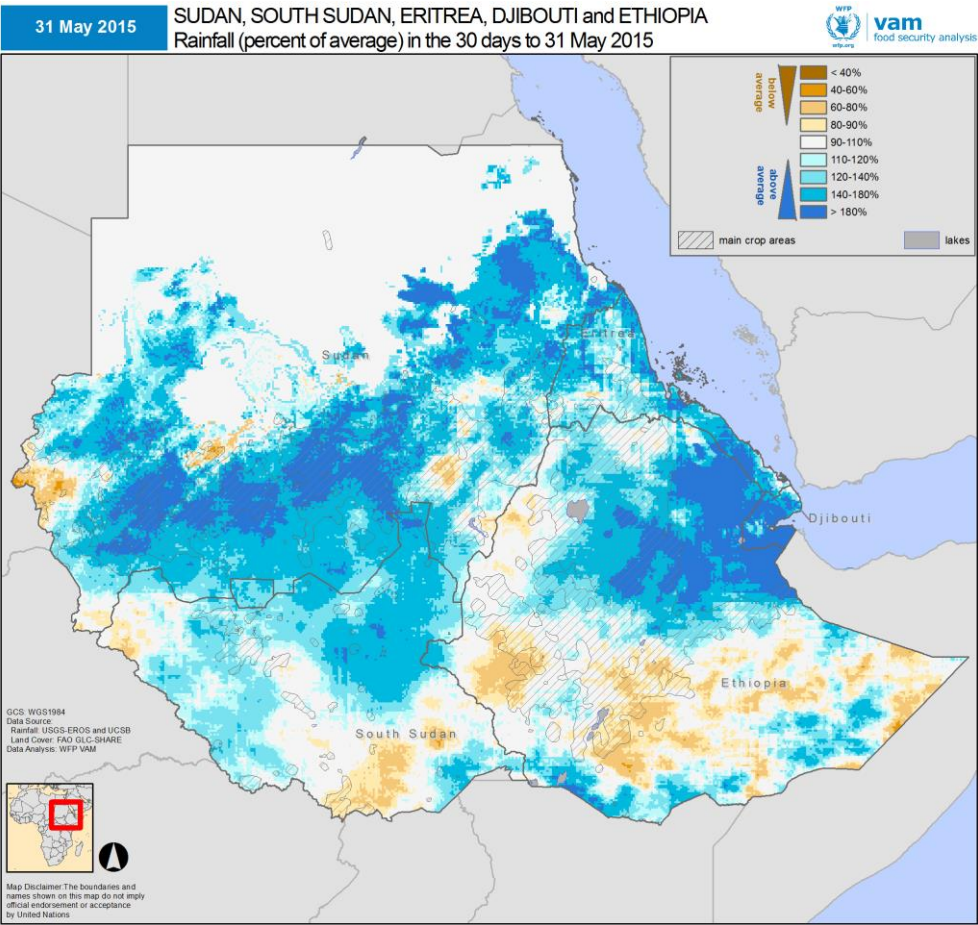 31 May 2015
SUDAN, SOUTH SUDAN, ERITREA, DJIBOUTI and ETHIOPIA
Rainfall (percent of average) in the 30 days to 31 May 2015
WFP
wfp.org
vam
food security analysis
below
average
above
average
< 40%
40-60%
60-80%
80-90%
90-110%
110-120%
120-140%
140-180%
> 180%
main crop areas
lakes
Sudan
Eritrea
Djibouti
Ethiopia
South Sudan
GCS: WGS1984
Data Source:
Rainfall: USGS-EROS and UCSB
Land Cover: FAO GLC-SHARE
Data Analysis: WFP VAM
Map Disclaimer:The boundaries and
names shown on this map do not imply
official endorsement or acceptance
by United Nations